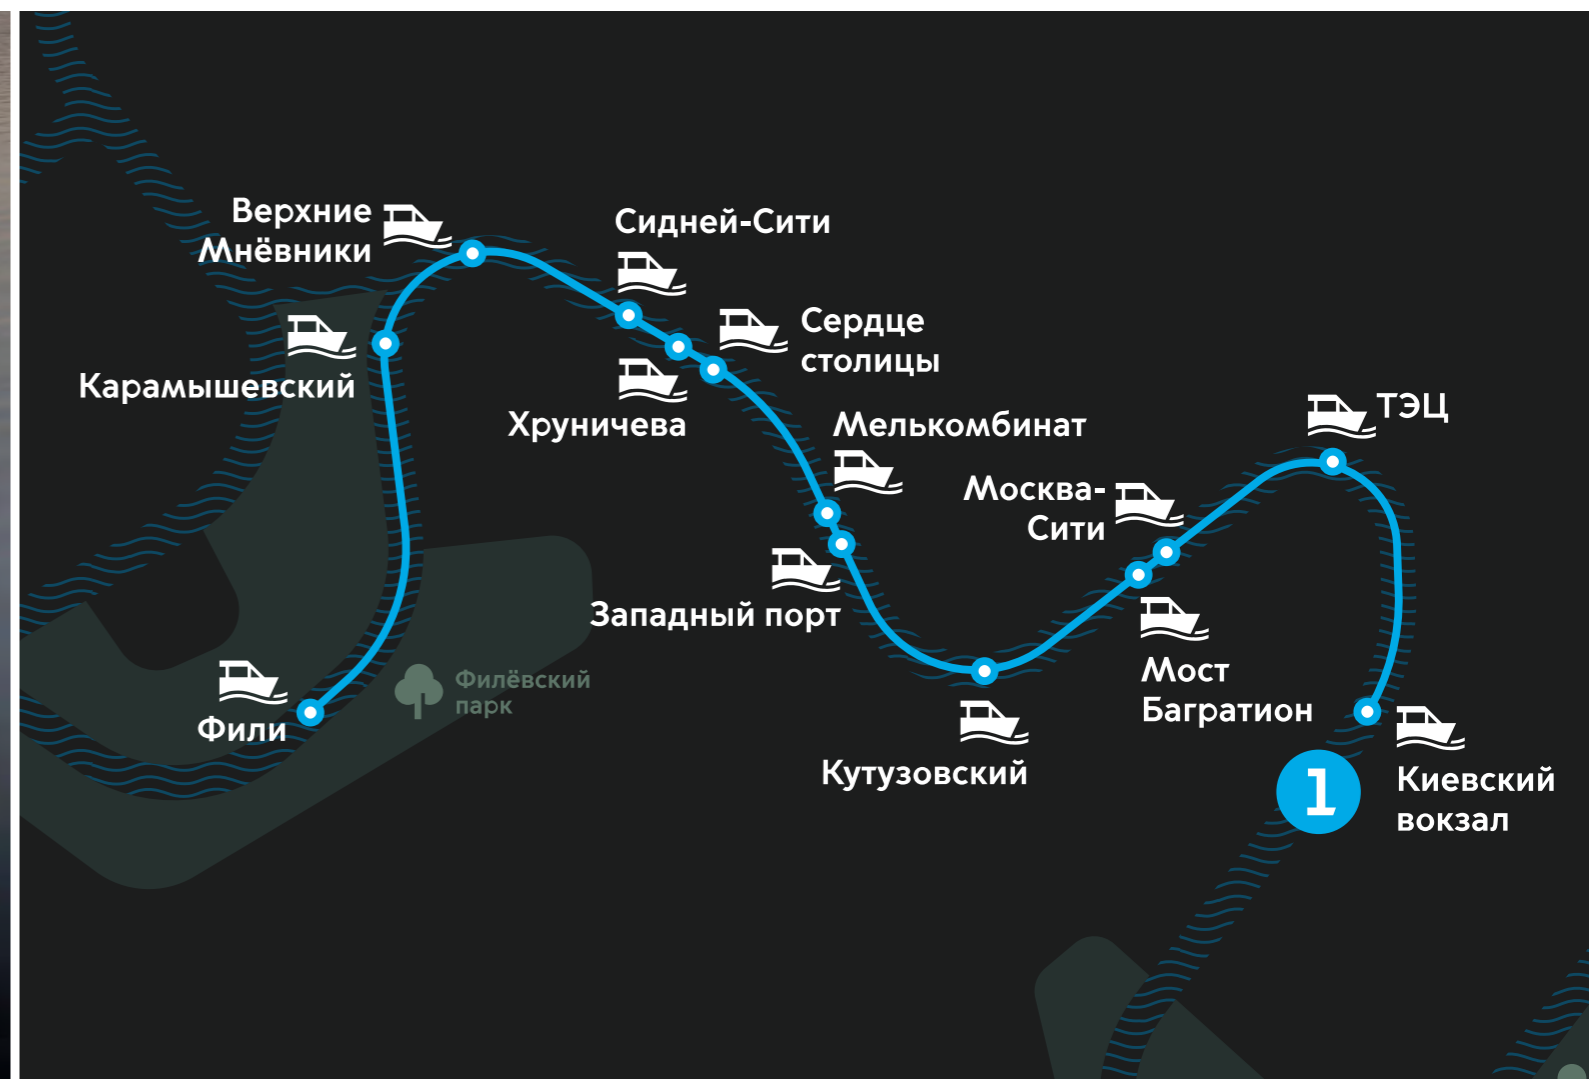 Верхние
Мнёвники
Сидней-Сити
Сердце
столицы
Карамышевский
Хруничева
Мелькомбинат
ТЭЦ
Москва-
Сити
Западный порт
Филёвский
парк
Фили
Мост
Багратион
Кутузовский
1
Киевский
вокзал